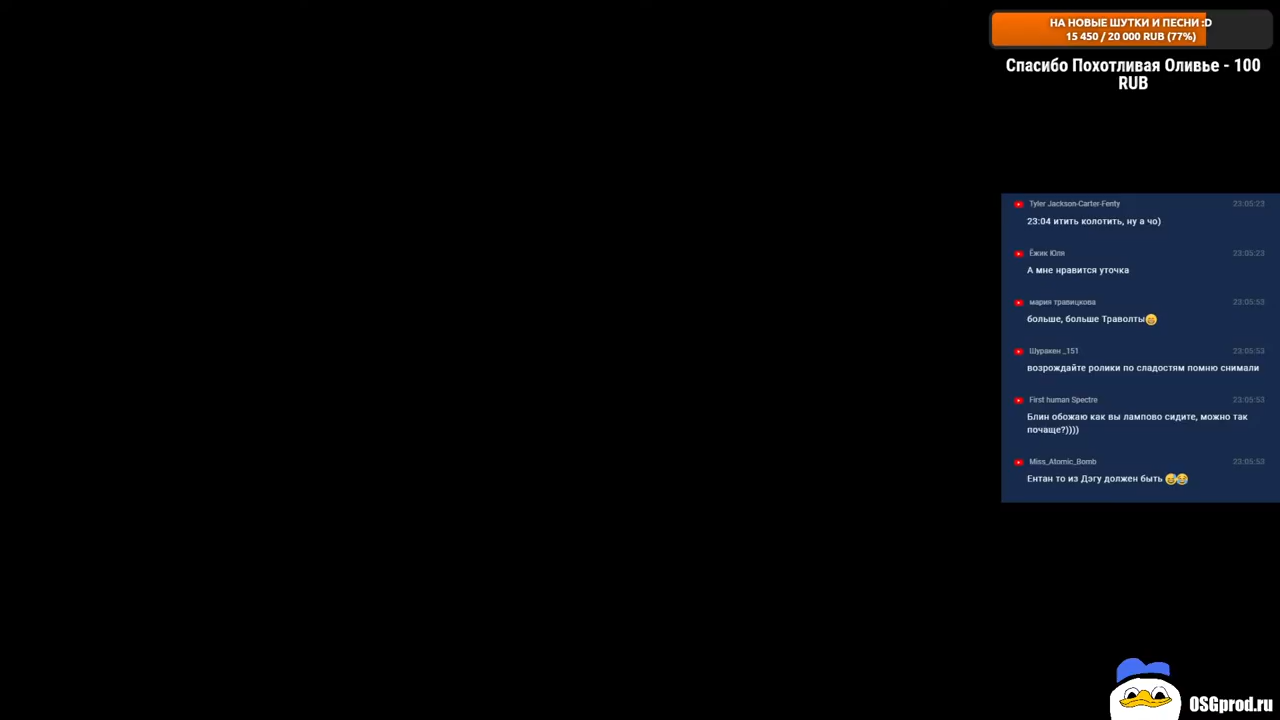 НА НОВЫЕ ШУТКИ И ПЕСНИ :D
15 450 / 20 000 RUB (77%)
Спасибо Похотливая Оливье - 100
RUB
Tyler Jackson-Carter-Fenty 23:05:23
23:04 итить колотить, ну а чо)
Ёжик Юля 23:05:23
А мне нравится уточка
мария травицкова 23:05:53
больше, больше Траволты😁
Шуракен _151 23:05:53
возрождайте ролики по сладостям помню снимали
First human Spectre 23:05:53
Блин обожаю как вы лампово сидите, можно так
почаще?))))
Miss_Atomic_Bomb 23:05:53
Ентан то из Дэгу должен быть 😅😂
OSGprod.ru